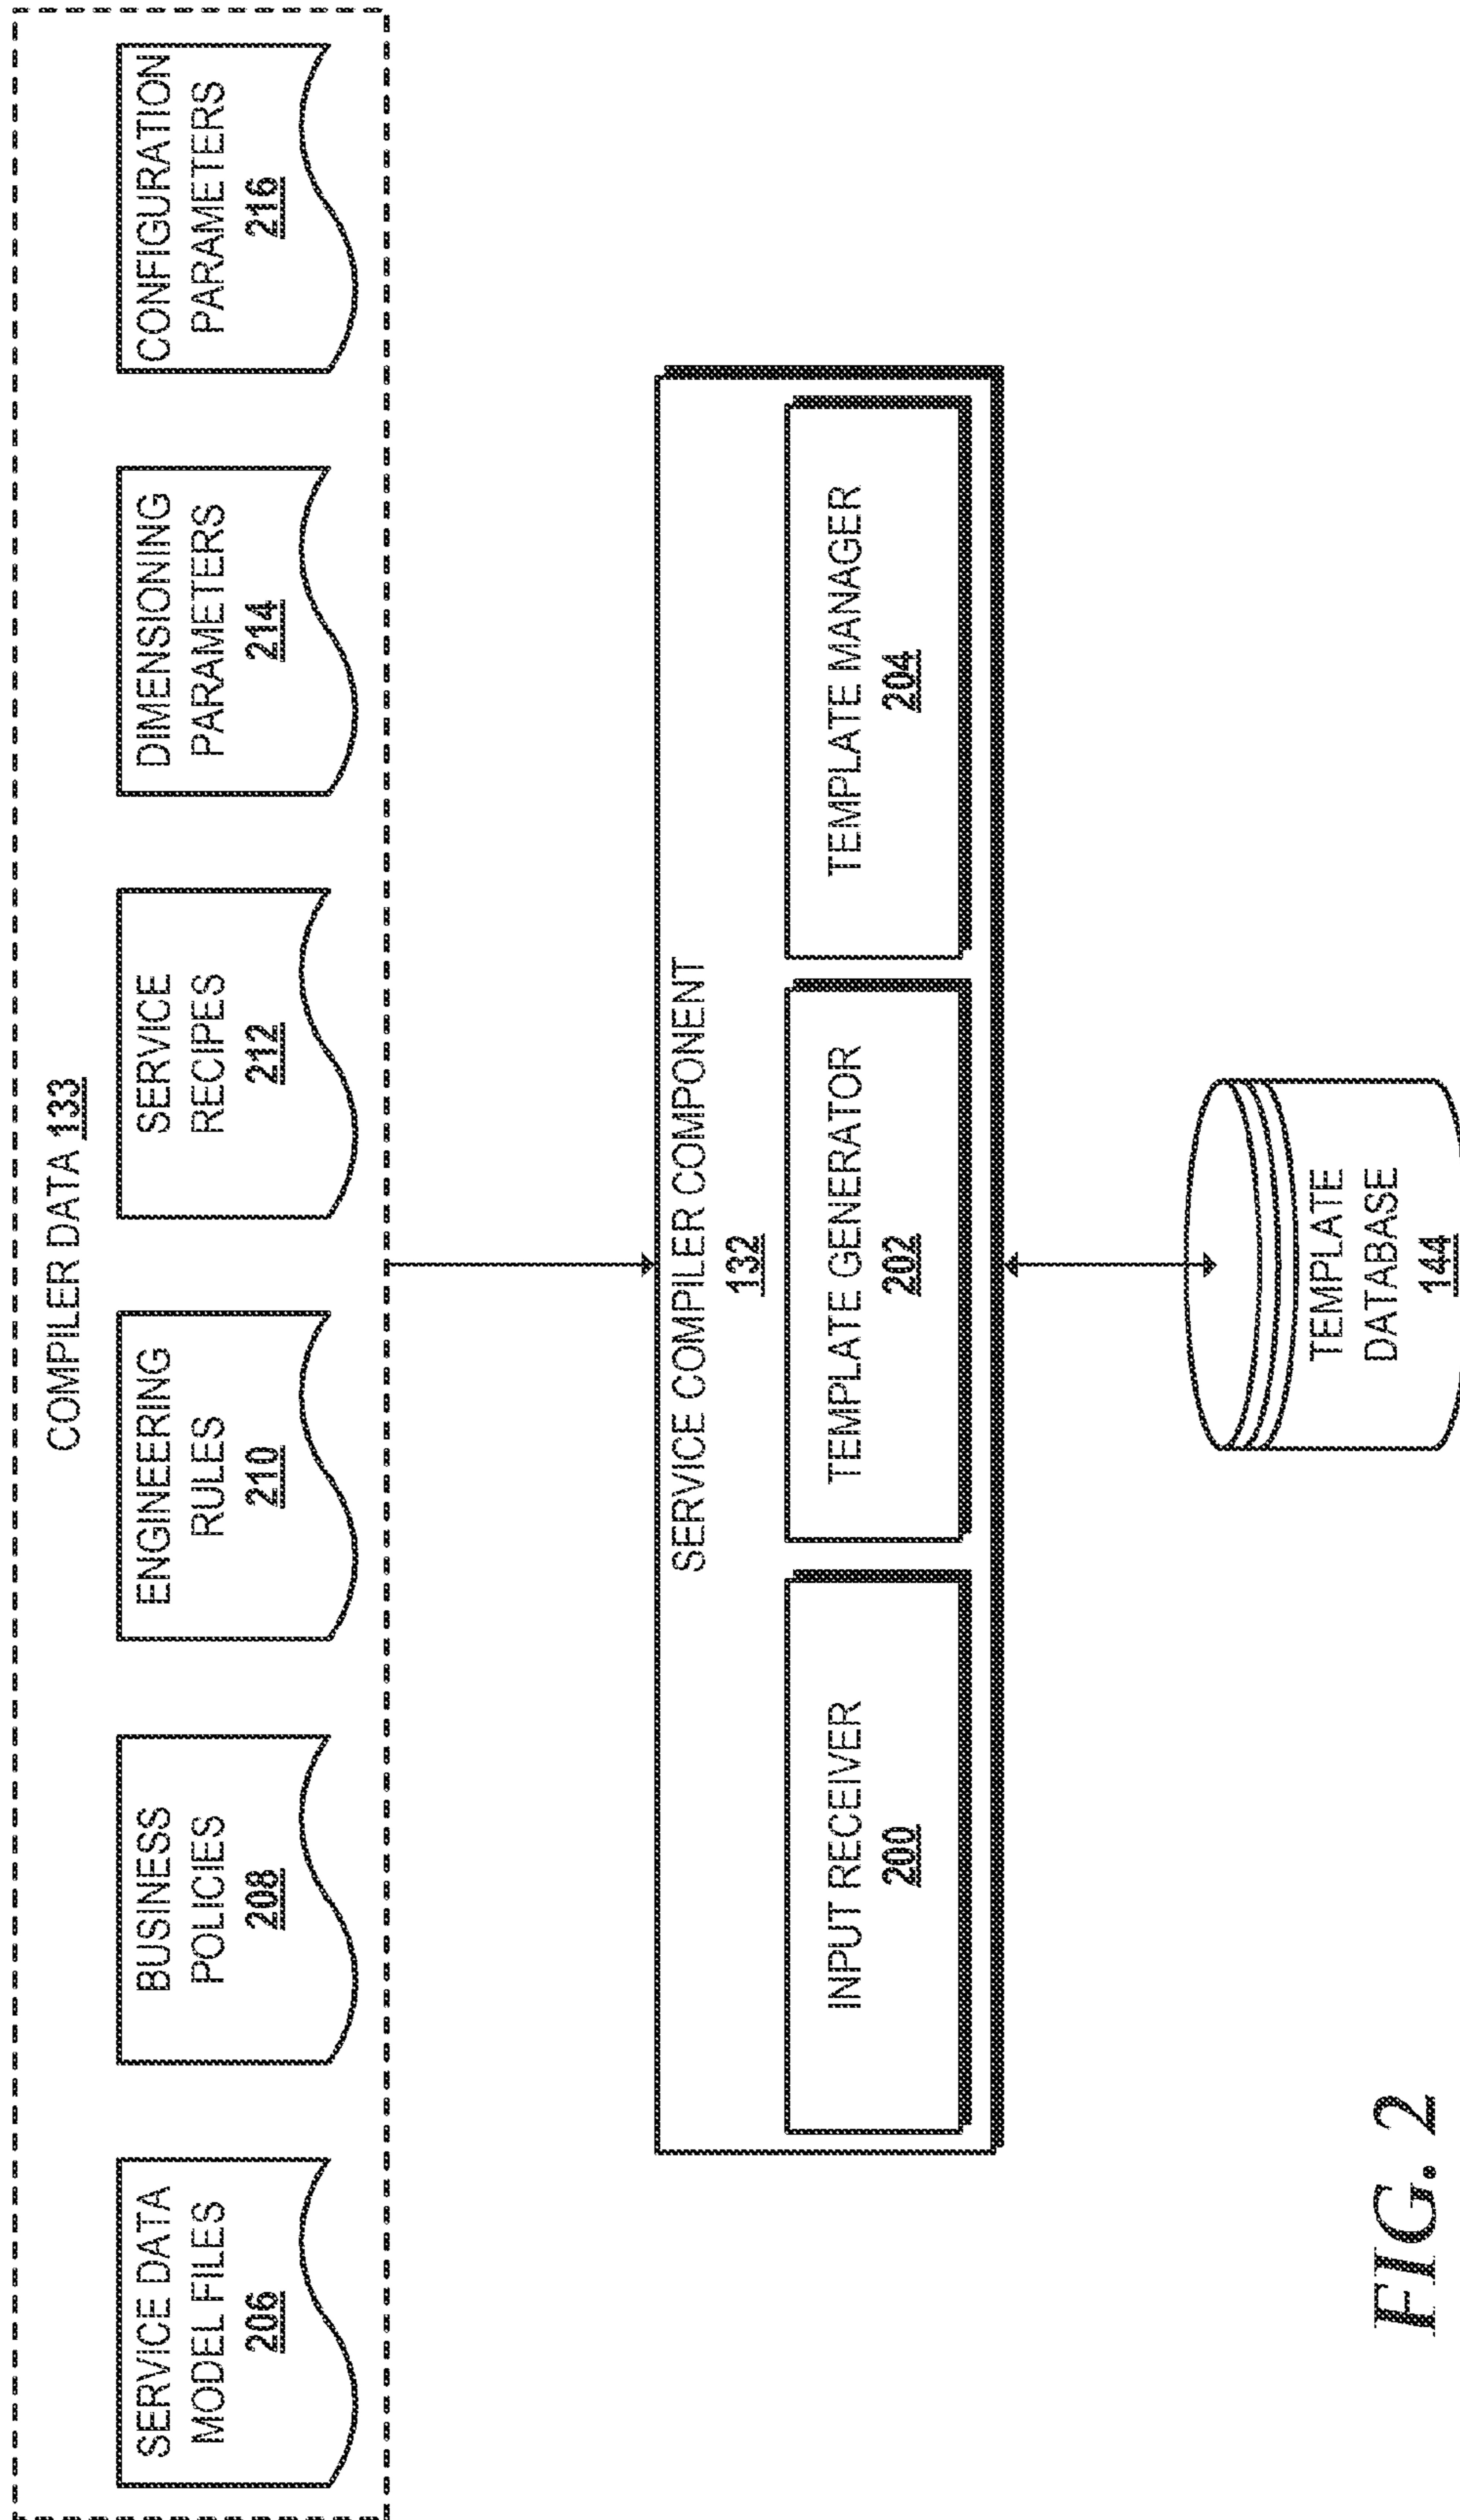 COMPILER DATA 133
SERVICE DATA
MODEL FILES
206
BUSINESS
POLICIES
208
ENGINEERING
RULES
210
SERVICE
RECIPES
212
DIMENSIONING
PARAMETERS
214
CONFIGURATION
PARAMETERS
216
SERVICE COMPILER COMPONENT
132
INPUT RECEIVER
200
TEMPLATE GENERATOR
202
TEMPLATE MANAGER
204
TEMPLATE
DATABASE
144
FIG. 2